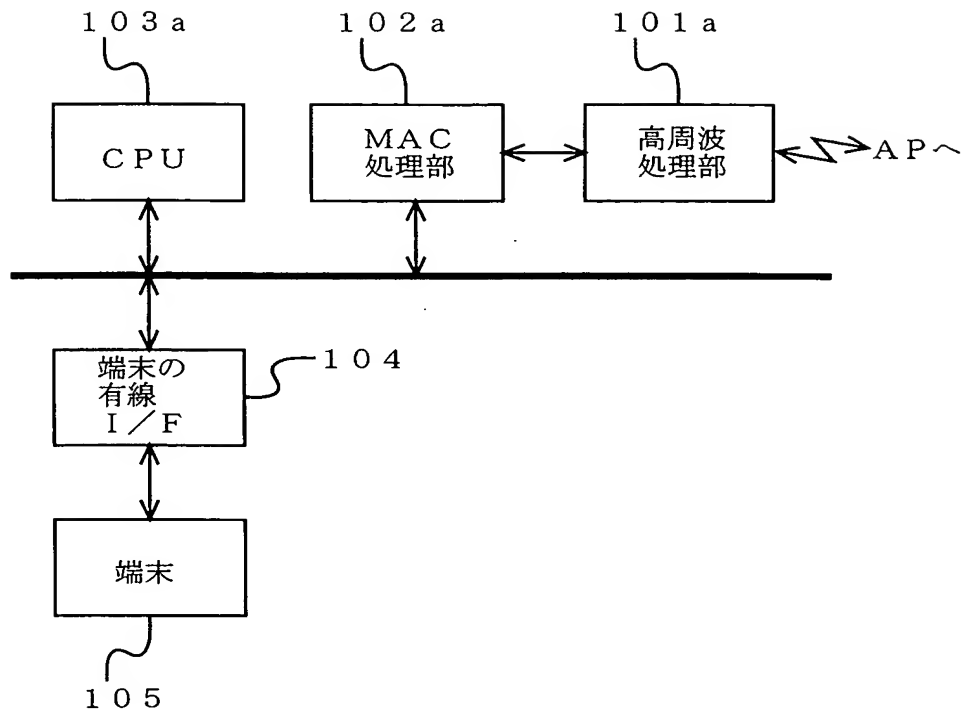 １０３ａ
１０２ａ
１０１ａ
ＣＰＵ
ＭＡＣ
処理部
高周波
処理部
ＡＰへ
端末の
有線
Ｉ／Ｆ
１０４
端末
１０５